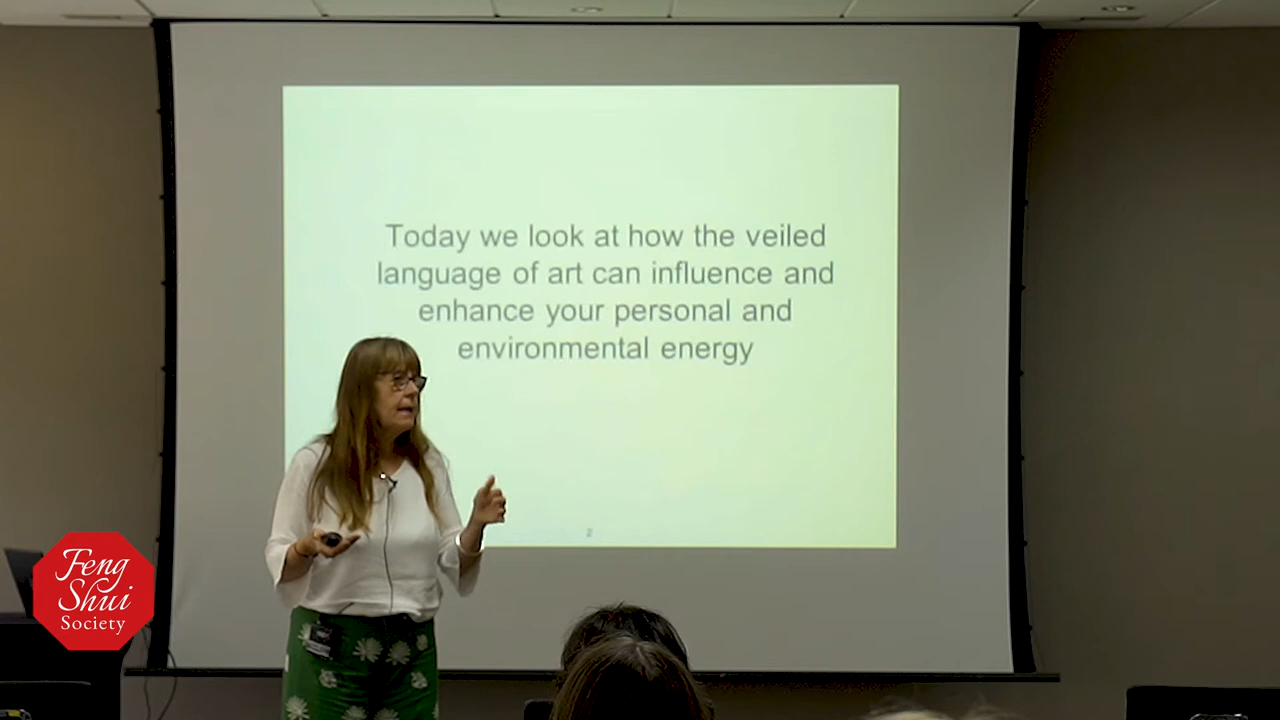 Today we look at how the veiled
language of art can influence and
enhance your personal and
environmental energy
2
Feng
Shui
Society